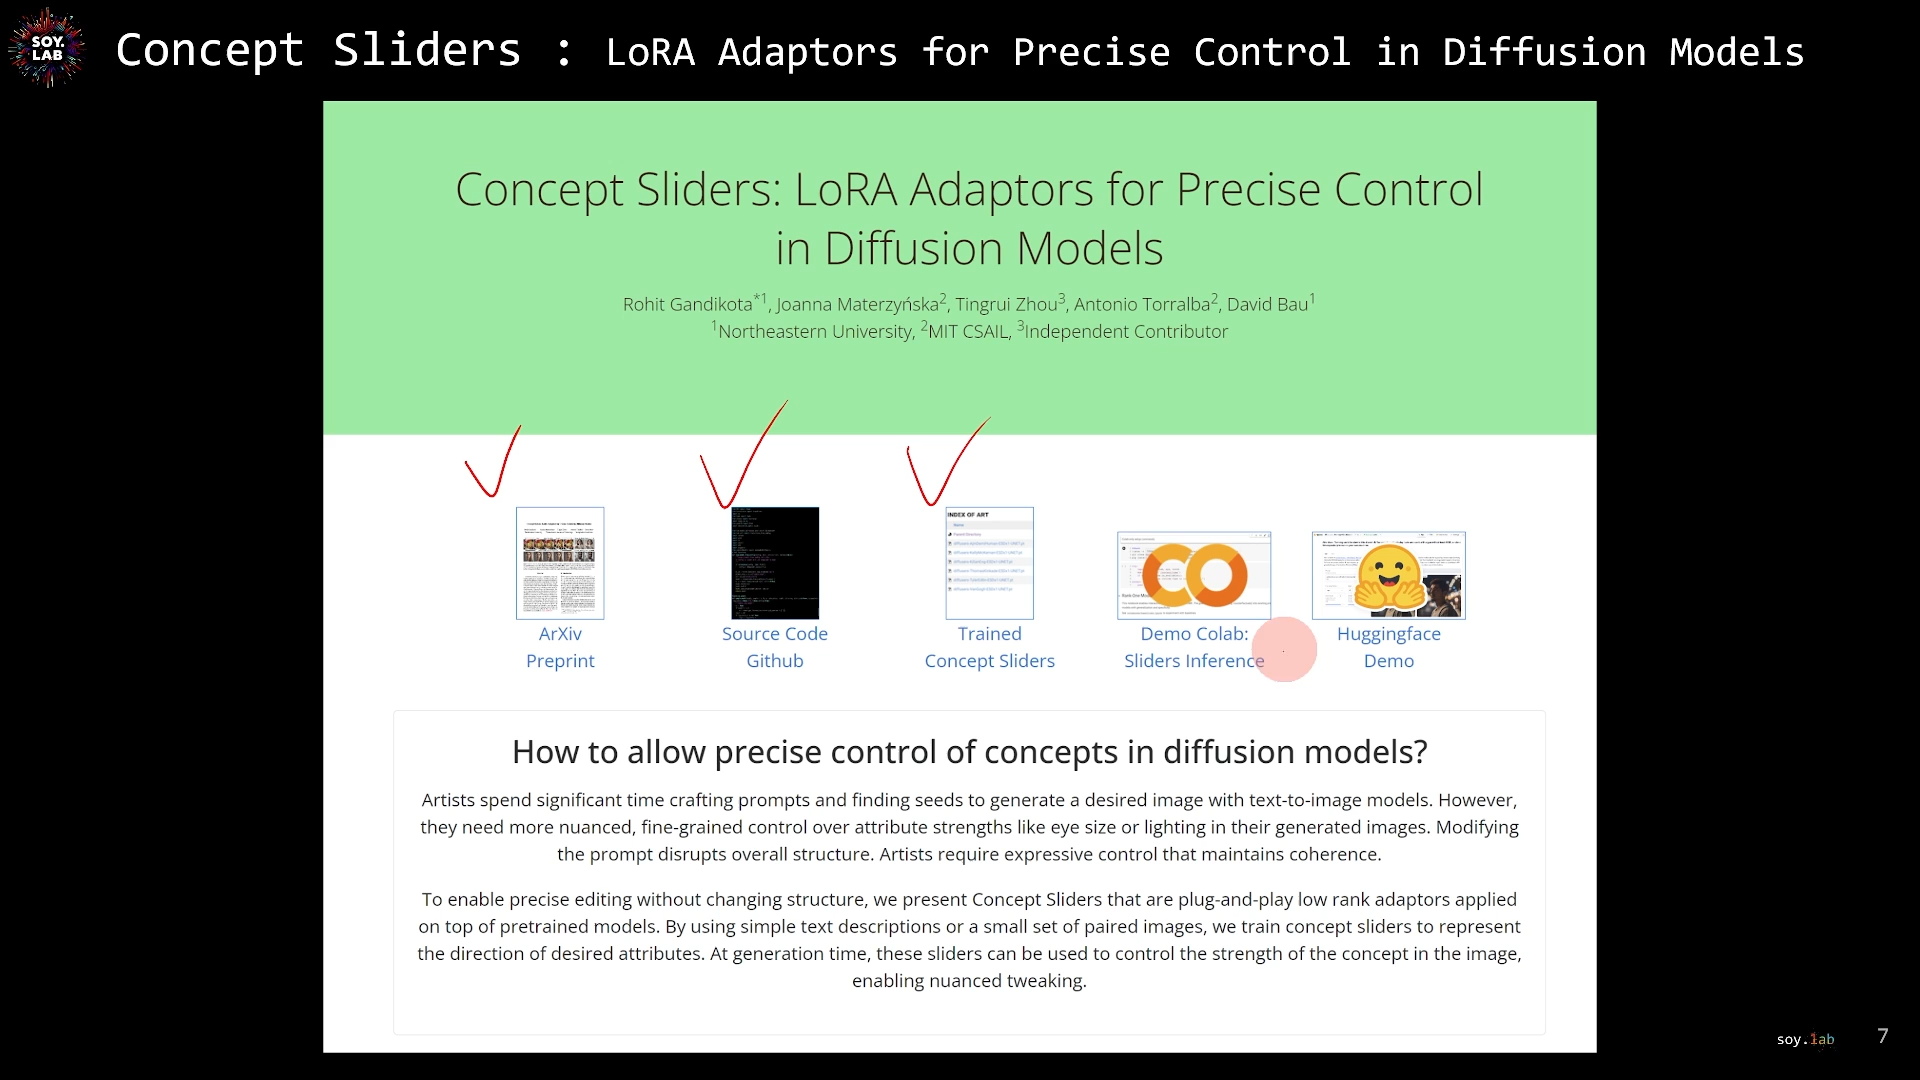 SOY.
LAB
Concept Sliders : LoRA Adaptors for Precise Control in Diffusion Models
Concept Sliders: LoRA Adaptors for Precise Control
in Diffusion Models
Rohit Gandikota*1, Joanna Materzyńska2, Tingrui Zhou3, Antonio Torralba2, David Bau1
1Northeastern University, 2MIT CSAIL, 3Independent Contributor
INDEX OF ART
ArXiv
Preprint
Source Code
Github
Trained
Concept Sliders
Demo Colab:
Sliders Inference
Huggingface
Demo
How to allow precise control of concepts in diffusion models?
Artists spend significant time crafting prompts and finding seeds to generate a desired image with text-to-image models. However,
they need more nuanced, fine-grained control over attribute strengths like eye size or lighting in their generated images. Modifying
the prompt disrupts overall structure. Artists require expressive control that maintains coherence.
To enable precise editing without changing structure, we present Concept Sliders that are plug-and-play low rank adaptors applied
on top of pretrained models. By using simple text descriptions or a small set of paired images, we train concept sliders to represent
the direction of desired attributes. At generation time, these sliders can be used to control the strength of the concept in the image,
enabling nuanced tweaking.
soy.lab
7